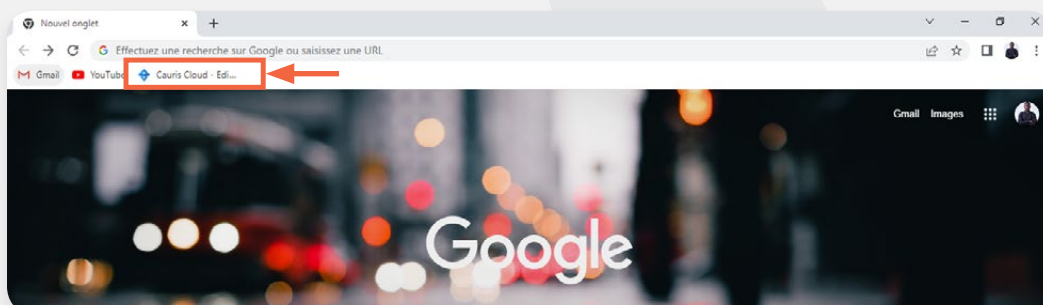 Nouvel onglet
Effectuez une recherche sur Google ou saisissez une URL
Gmail YouTube Cauris Cloud - Edi...
Gmail Images
Google